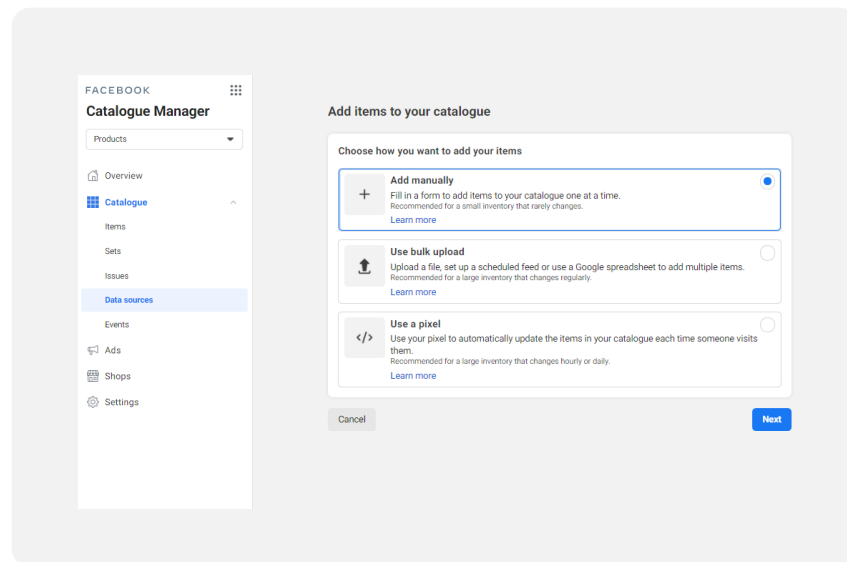 FACEBOOK
Catalogue Manager
Products
Overview
Catalogue
Items
Sets
Issues
Data sources
Events
Ads
Shops
Settings
Add items to your catalogue
Choose how you want to add your items
Add manually
Fill in a form to add items to your catalogue one at a time.
Recommended for a small inventory that rarely changes.
Learn more
Use bulk upload
Upload a file, set up a scheduled feed or use a Google spreadsheet to add multiple items.
Recommended for a large inventory that changes regularly.
Learn more
Use a pixel
Use your pixel to automatically update the items in your catalogue each time someone visits
them.
Recommended for a large inventory that changes hourly or daily.
Learn more
Cancel
Next